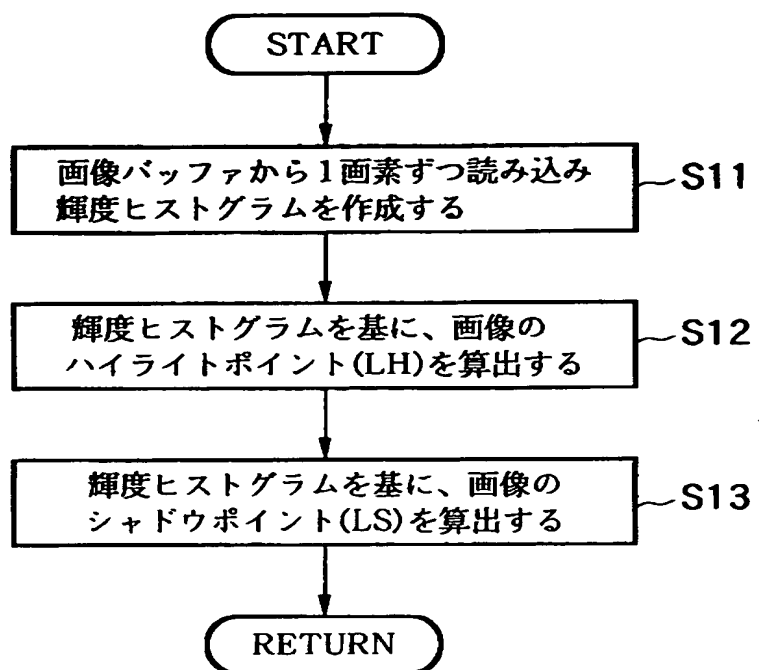 START
画像バッファから1画素ずつ読み込み
輝度ヒストグラムを作成する
S11
輝度ヒストグラムを基に、画像の
ハイライトポイント(LH)を算出する
S12
輝度ヒストグラムを基に、画像の
シャドウポイント(LS)を算出する
S13
RETURN